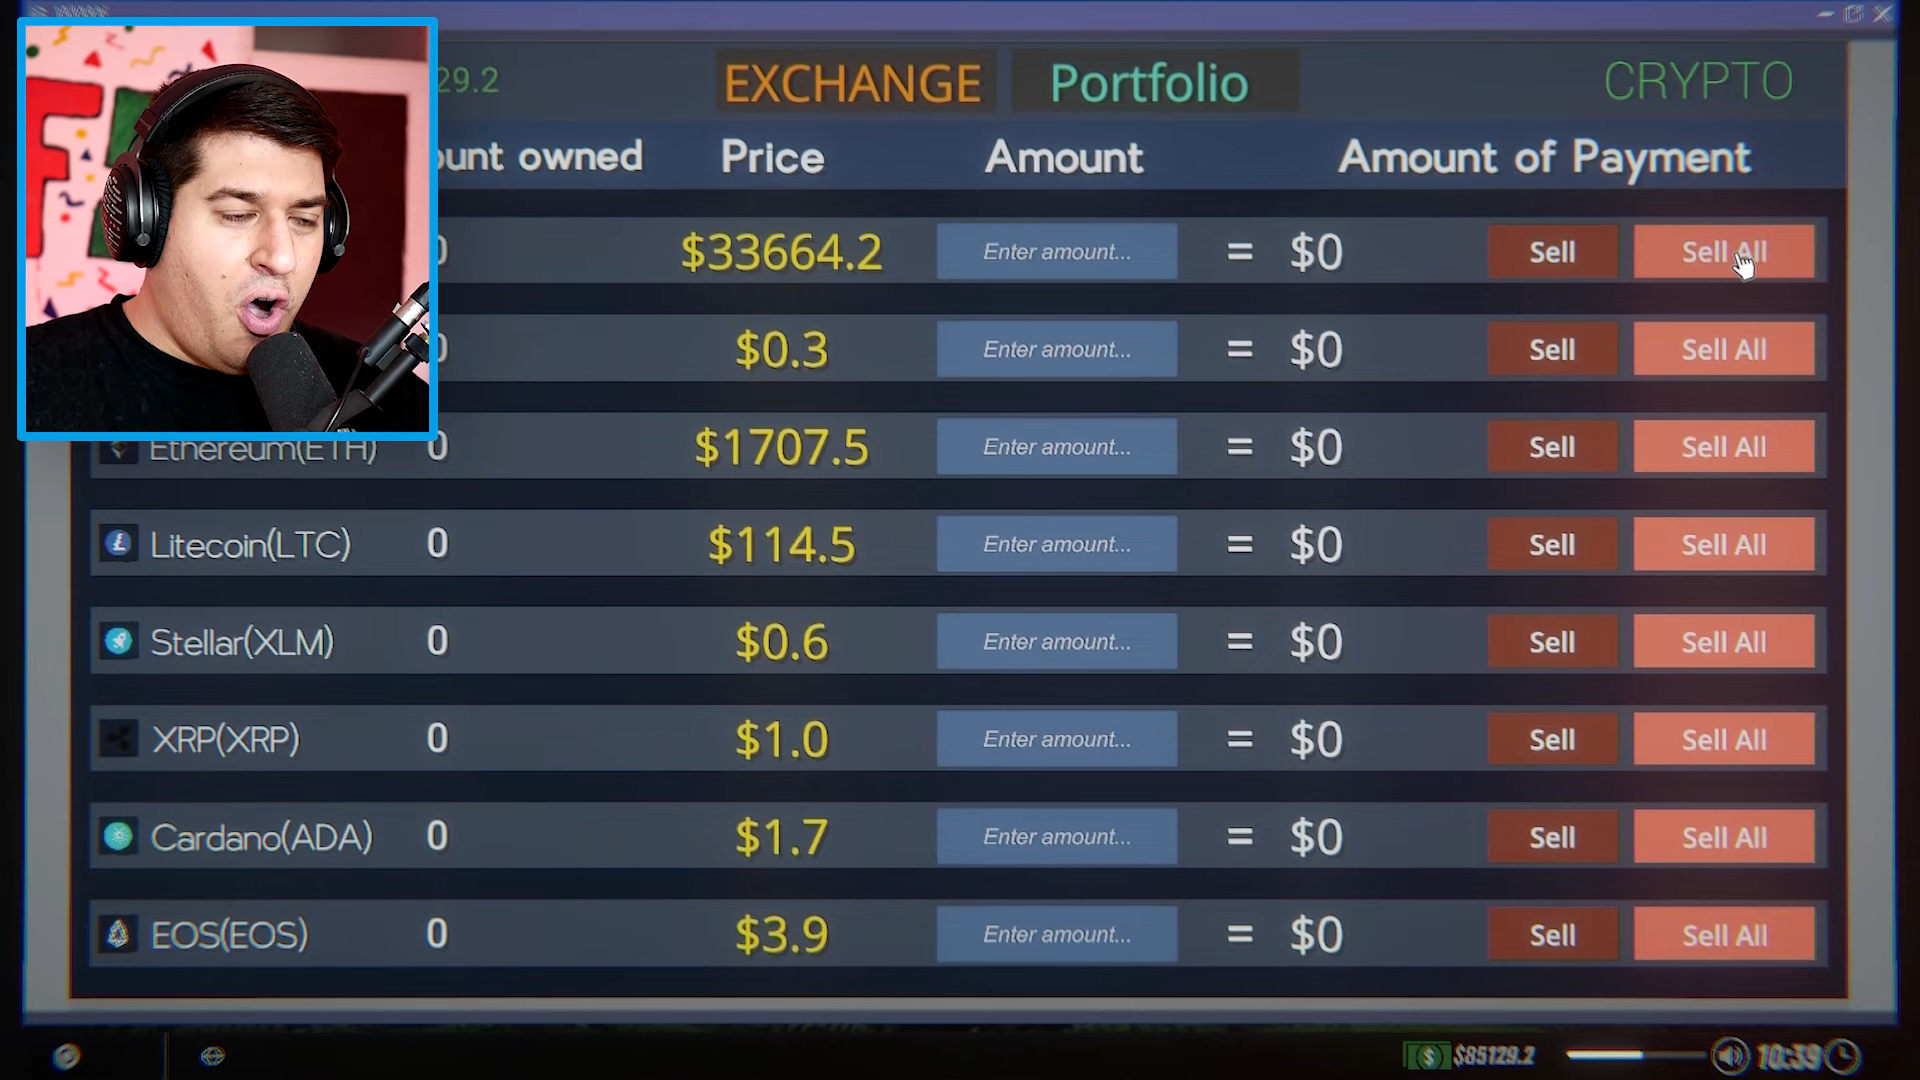 29.2 EXCHANGE Portfolio CRYPTO
ount owned Price Amount Amount of Payment
0 $33664.2 Enter amount... = $0 Sell Sell All
0 $0.3 Enter amount... = $0 Sell Sell All
Ethereum(ETH) 0 $1707.5 Enter amount... = $0 Sell Sell All
Litecoin(LTC) 0 $114.5 Enter amount... = $0 Sell Sell All
Stellar(XLM) 0 $0.6 Enter amount... = $0 Sell Sell All
XRP(XRP) 0 $1.0 Enter amount... = $0 Sell Sell All
Cardano(ADA) 0 $1.7 Enter amount... = $0 Sell Sell All
EOS(EOS) 0 $3.9 Enter amount... = $0 Sell Sell All
$85129.2 10:39